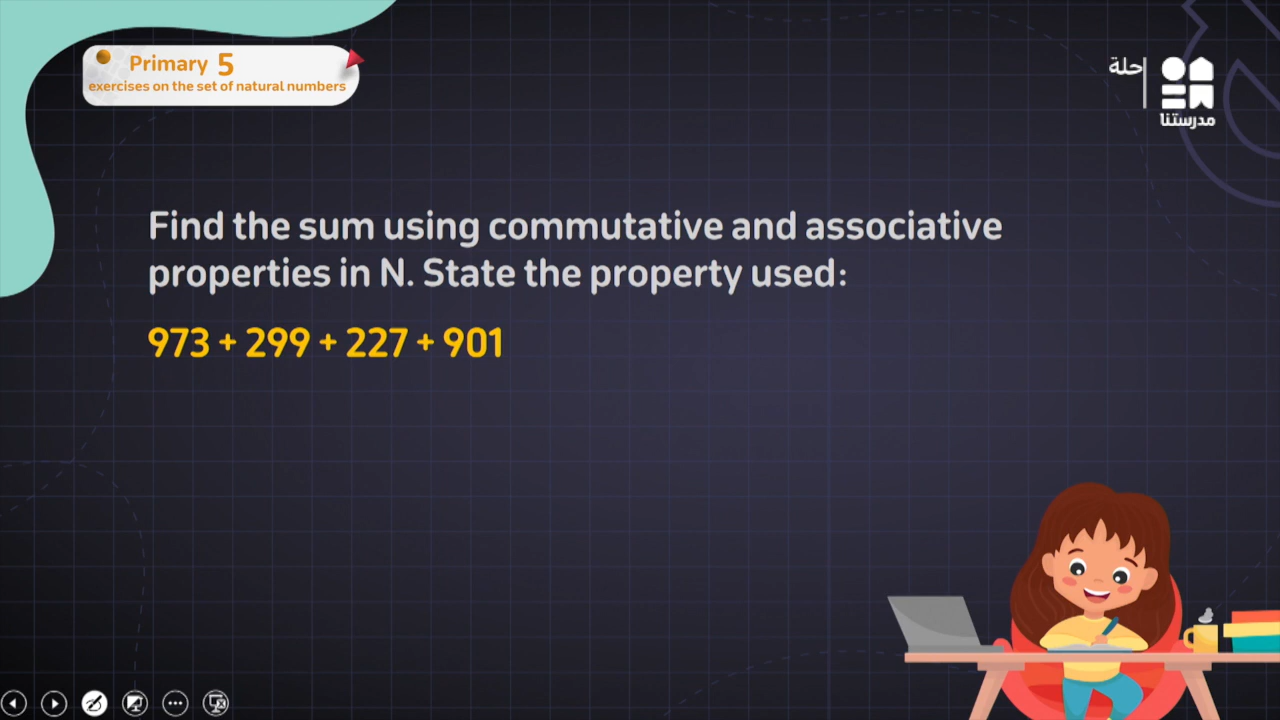 Primary 5
exercises on the set of natural numbers
حلة
مدرستنا
Find the sum using commutative and associative
properties in N. State the property used:
973 + 299 + 227 + 901